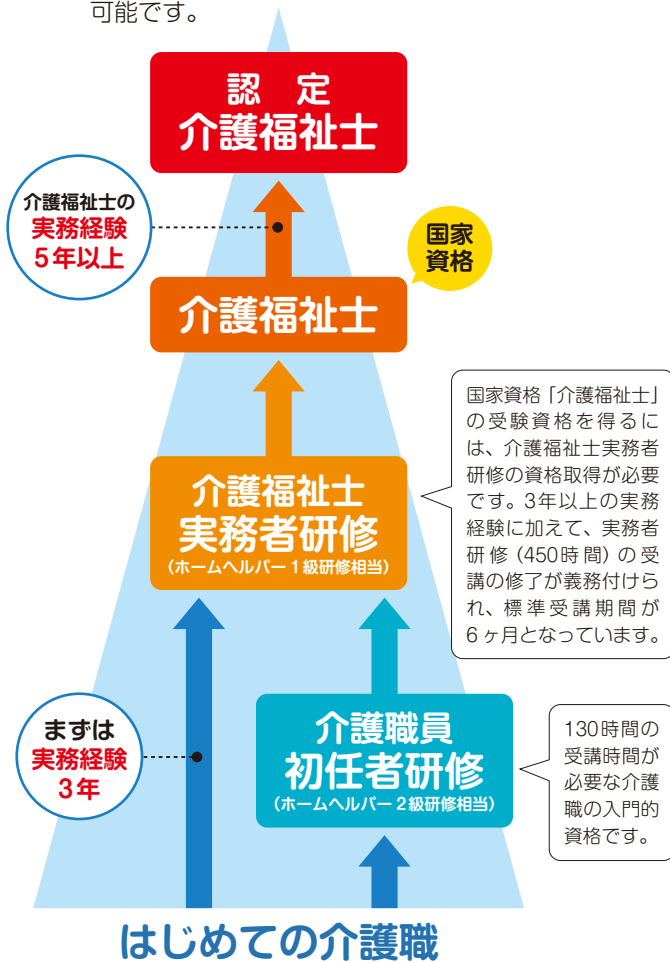 可能です。
認 定
介護福祉士
介護福祉士の
実務経験
5年以上
国家
資格
介護福祉士
国家資格「介護福祉士」
の受験資格を得るに
は、介護福祉士実務者
研修の資格取得が必要
です。3年以上の実務
経験に加えて、実務者
研修(450時間)の受
講の修了が義務付けら
れ、標準受講期間が
6ヶ月となっています。
介護福祉士
実務者研修
(ホームヘルパー1級研修相当)
まずは
実務経験
3年
介護職員
初任者研修
(ホームヘルパー2級研修相当)
130時間の
受講時間が
必要な介護
職の入門的
資格です。
はじめての介護職